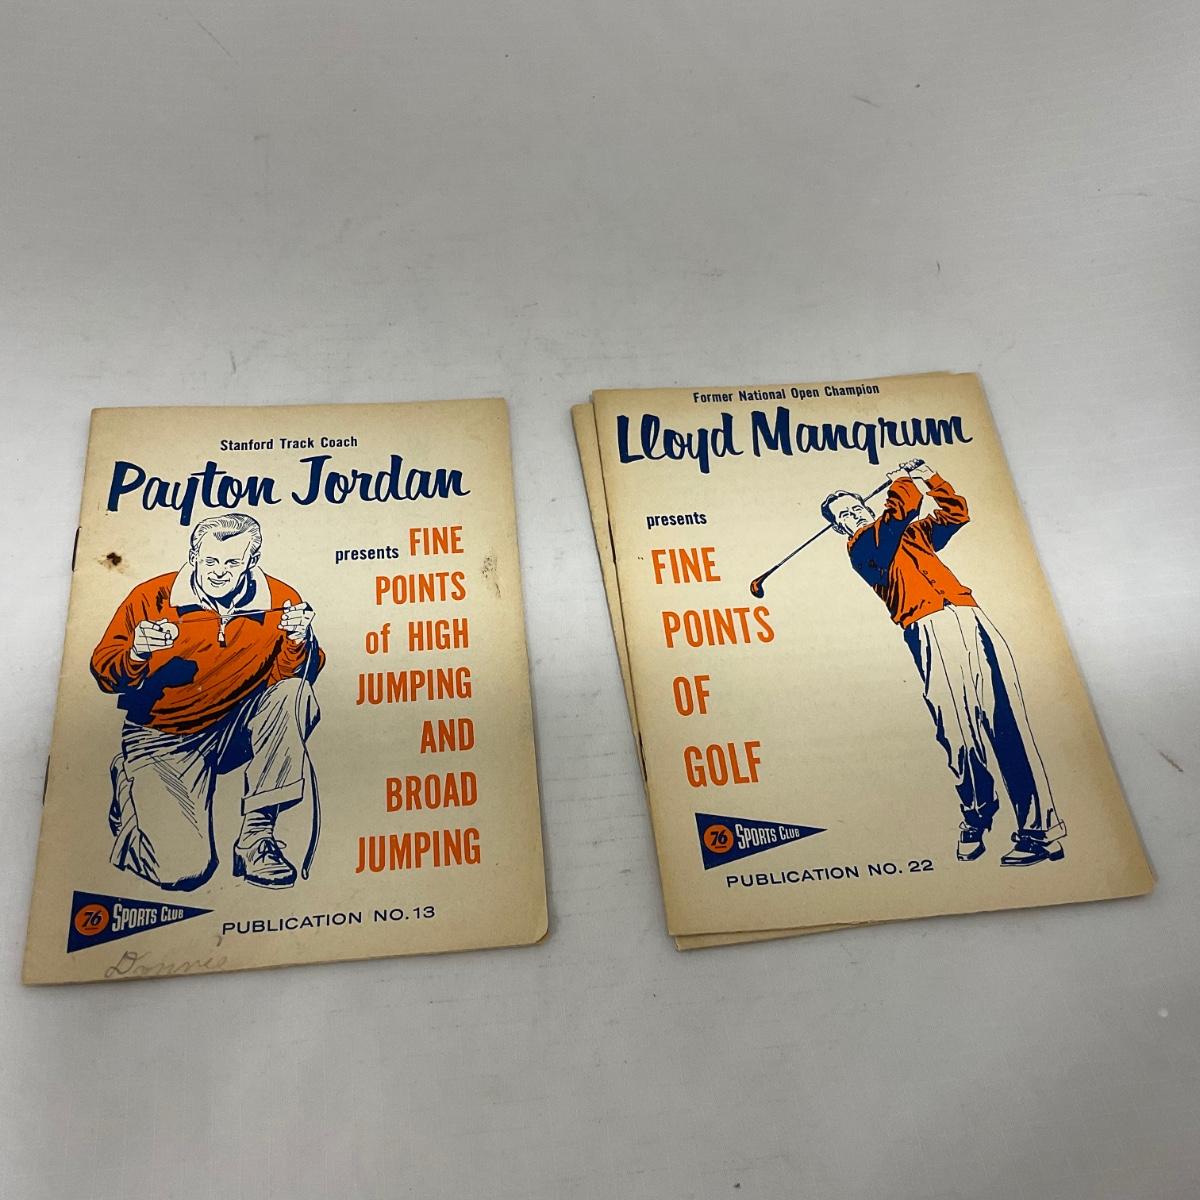 Stanford Track Coach
Payton Jordan
presents FINE
POINTS
of HIGH
JUMPING
AND
BROAD
JUMPING
76 SPORTS CLUB
PUBLICATION NO. 13
Donnie
Former National Open Champion
Lloyd Mangrum
presents
FINE
POINTS
OF
GOLF
76 SPORTS CLUB
PUBLICATION NO. 22